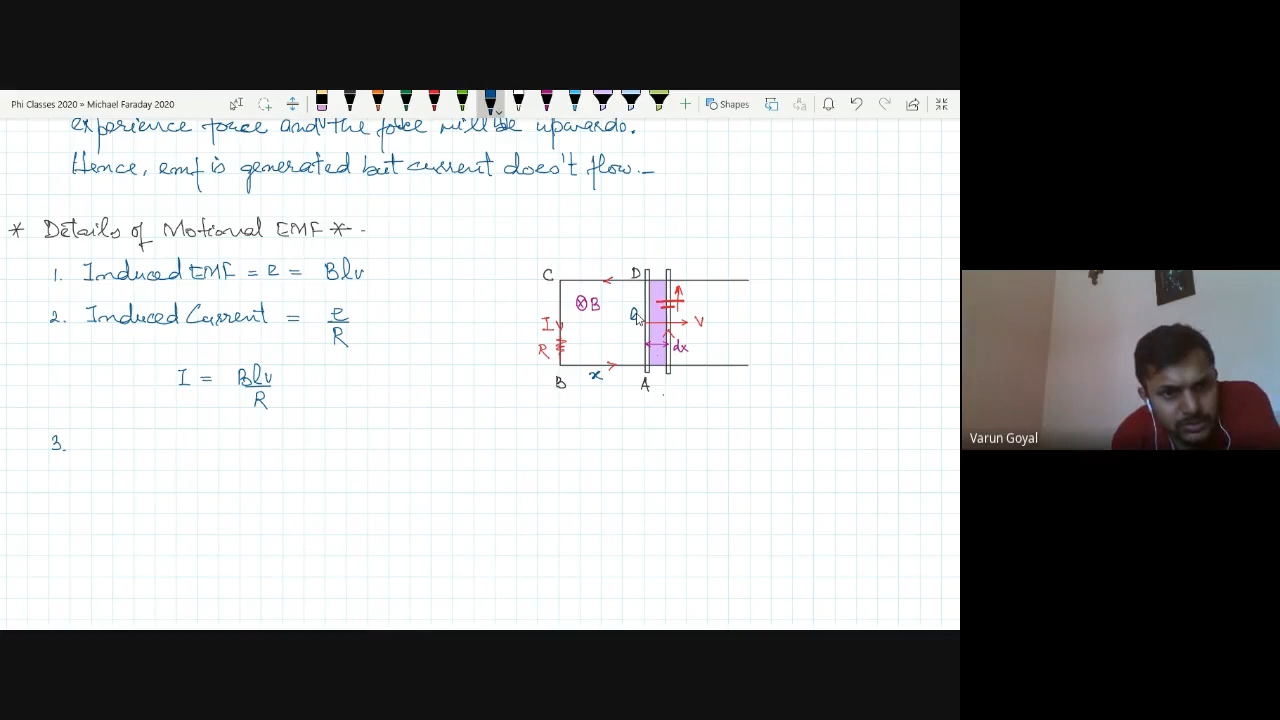 Phi Classes 2020 » Michael Faraday 2020
Shapes
experience force and the force will be upwards.
Hence, emf is generated but current does't flow.
* Details of Motional EMF *
1. Induced EMF = e = Blv
2. Induced Current = e/R
I = Blv/R
3.
C D
⊗B
l
I
V
R
dx
x
B A
Varun Goyal